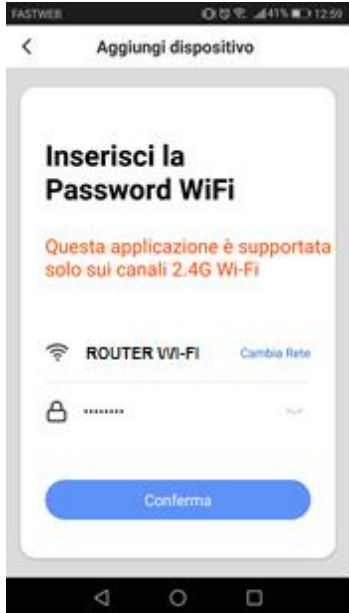 FASTWEB 41% 12:59
Aggiungi dispositivo
Inserisci la
Password WiFi
Questa applicazione è supportata
solo sui canali 2.4G Wi-Fi
ROUTER WI-FI Cambia Rete
········
Conferma